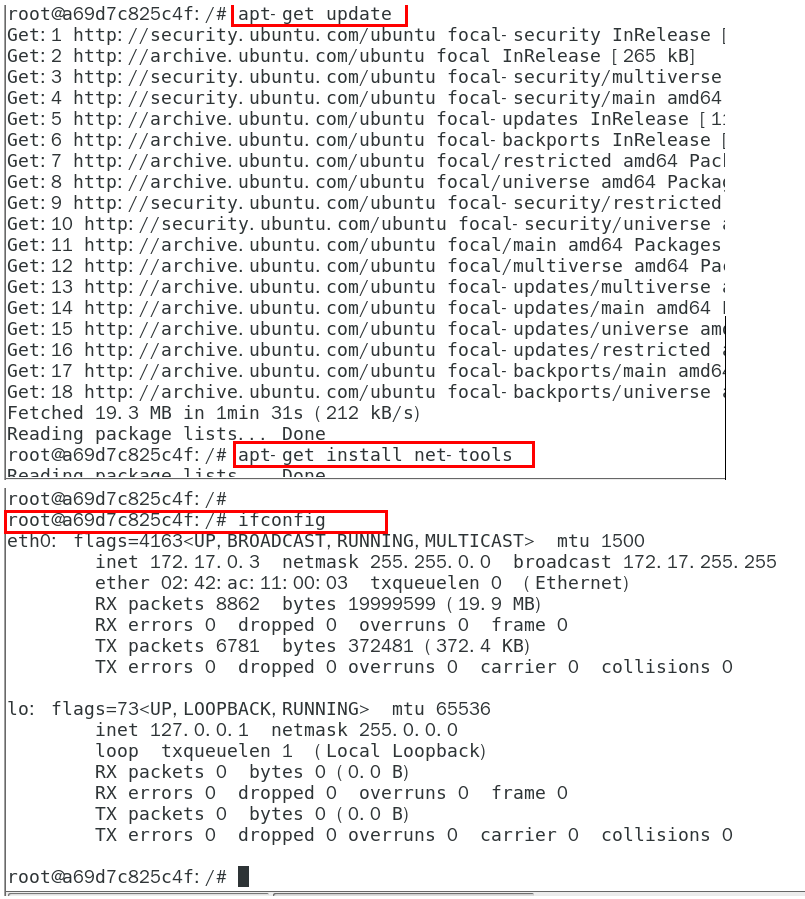 root@a69d7c825c4f:/# apt-get update
Get:1 http://security.ubuntu.com/ubuntu focal-security InRelease [
Get:2 http://archive.ubuntu.com/ubuntu focal InRelease [265 kB]
Get:3 http://security.ubuntu.com/ubuntu focal-security/multiverse
Get:4 http://security.ubuntu.com/ubuntu focal-security/main amd64
Get:5 http://archive.ubuntu.com/ubuntu focal-updates InRelease [11
Get:6 http://archive.ubuntu.com/ubuntu focal-backports InRelease [
Get:7 http://archive.ubuntu.com/ubuntu focal/restricted amd64
Get:8 http://archive.ubuntu.com/ubuntu focal/universe amd64
Get:9 http://security.ubuntu.com/ubuntu focal-security/restricted
Get:10 http://security.ubuntu.com/ubuntu focal-security/universe
Get:11 http://archive.ubuntu.com/ubuntu focal/main amd64 Packages
Get:12 http://archive.ubuntu.com/ubuntu focal/multiverse amd64
Get:13 http://archive.ubuntu.com/ubuntu focal-updates/multiverse
Get:14 http://archive.ubuntu.com/ubuntu focal-updates/main amd64
Get:15 http://archive.ubuntu.com/ubuntu focal-updates/universe
Get:16 http://archive.ubuntu.com/ubuntu focal-updates/restricted
Get:17 http://archive.ubuntu.com/ubuntu focal-backports/main
Get:18 http://archive.ubuntu.com/ubuntu focal-backports/universe
Fetched 19.3 MB in 1min 31s (212 kB/s)
Reading package lists... Done
root@a69d7c825c4f:/# apt-get install net-tools
Reading package lists... Done
root@a69d7c825c4f:/#
root@a69d7c825c4f:/# ifconfig
eth0: flags=4163<UP,BROADCAST,RUNNING,MULTICAST>  mtu 1500
        inet 172.17.0.3  netmask 255.255.0.0  broadcast 172.17.255.255
        ether 02:42:ac:11:00:03  txqueuelen 0  (Ethernet)
        RX packets 8862  bytes 19999599 (19.9 MB)
        RX errors 0  dropped 0  overruns 0  frame 0
        TX packets 6781  bytes 372481 (372.4 KB)
        TX errors 0  dropped 0 overruns 0  carrier 0  collisions 0
lo: flags=73<UP,LOOPBACK,RUNNING>  mtu 65536
        inet 127.0.0.1  netmask 255.0.0.0
        loop  txqueuelen 1  (Local Loopback)
        RX packets 0  bytes 0 (0.0 B)
        RX errors 0  dropped 0  overruns 0  frame 0
        TX packets 0  bytes 0 (0.0 B)
        TX errors 0  dropped 0 overruns 0  carrier 0  collisions 0
root@a69d7c825c4f:/#